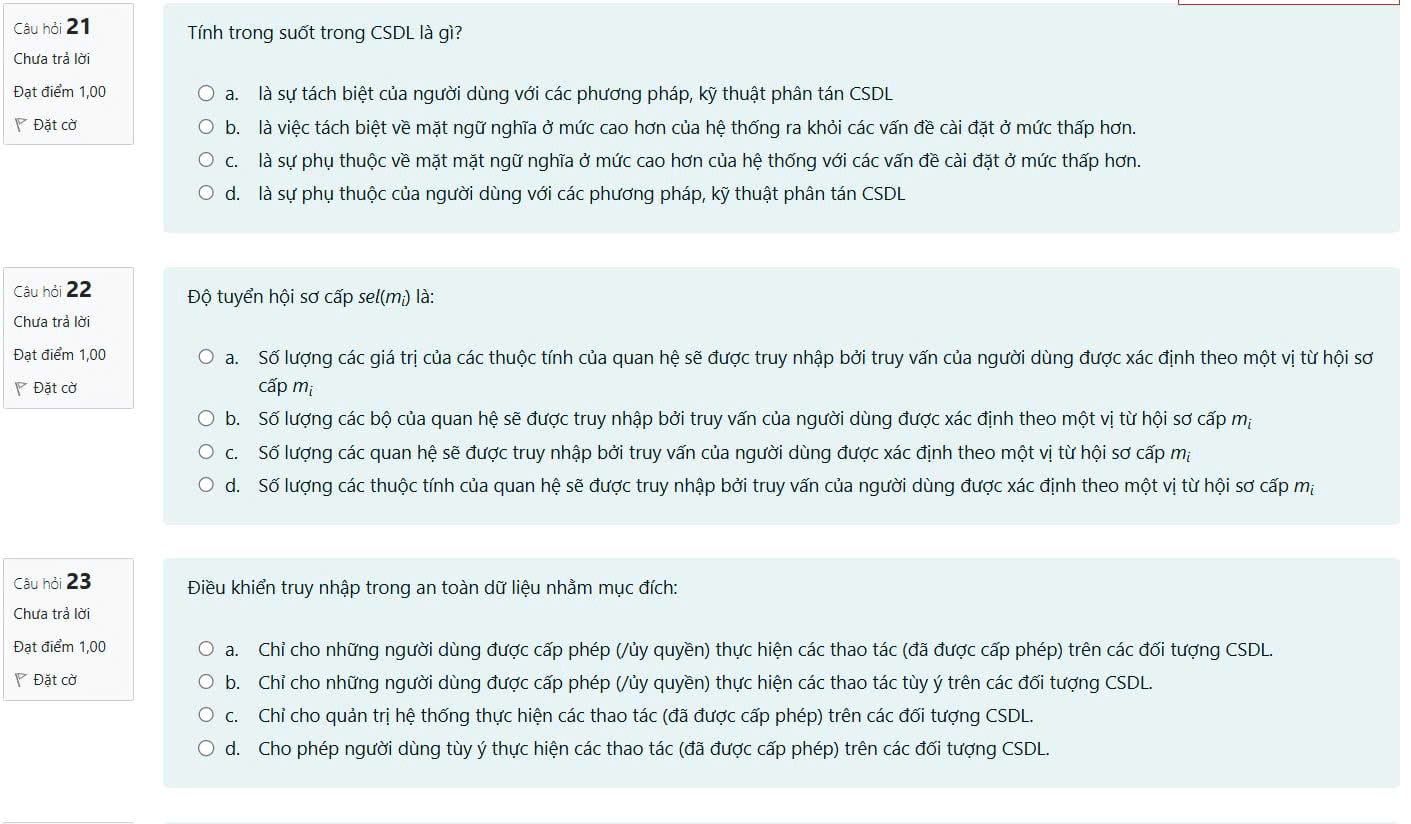 Câu hỏi 21
Chưa trả lời
Đạt điểm 1,00
Đặt cờ
Tính trong suốt trong CSDL là gì?
a. là sự tách biệt của người dùng với các phương pháp, kỹ thuật phân tán CSDL
b. là việc tách biệt về mặt ngữ nghĩa ở mức cao hơn của hệ thống ra khỏi các vấn đề cài đặt ở mức thấp hơn.
c. là sự phụ thuộc về mặt mặt ngữ nghĩa ở mức cao hơn của hệ thống với các vấn đề cài đặt ở mức thấp hơn.
d. là sự phụ thuộc của người dùng với các phương pháp, kỹ thuật phân tán CSDL
Câu hỏi 22
Chưa trả lời
Đạt điểm 1,00
Đặt cờ
Độ tuyển hội sơ cấp sel(mi) là:
a. Số lượng các giá trị của các thuộc tính của quan hệ sẽ được truy nhập bởi truy vấn của người dùng được xác định theo một vị từ hội sơ
cấp mi
b. Số lượng các bộ của quan hệ sẽ được truy nhập bởi truy vấn của người dùng được xác định theo một vị từ hội sơ cấp mi
c. Số lượng các quan hệ sẽ được truy nhập bởi truy vấn của người dùng được xác định theo một vị từ hội sơ cấp mi
d. Số lượng các thuộc tính của quan hệ sẽ được truy nhập bởi truy vấn của người dùng được xác định theo một vị từ hội sơ cấp mi
Câu hỏi 23
Chưa trả lời
Đạt điểm 1,00
Đặt cờ
Điều khiển truy nhập trong an toàn dữ liệu nhằm mục đích:
a. Chỉ cho những người dùng được cấp phép (/ủy quyền) thực hiện các thao tác (đã được cấp phép) trên các đối tượng CSDL.
b. Chỉ cho những người dùng được cấp phép (/ủy quyền) thực hiện các thao tác tùy ý trên các đối tượng CSDL.
c. Chỉ cho quản trị hệ thống thực hiện các thao tác (đã được cấp phép) trên các đối tượng CSDL.
d. Cho phép người dùng tùy ý thực hiện các thao tác (đã được cấp phép) trên các đối tượng CSDL.